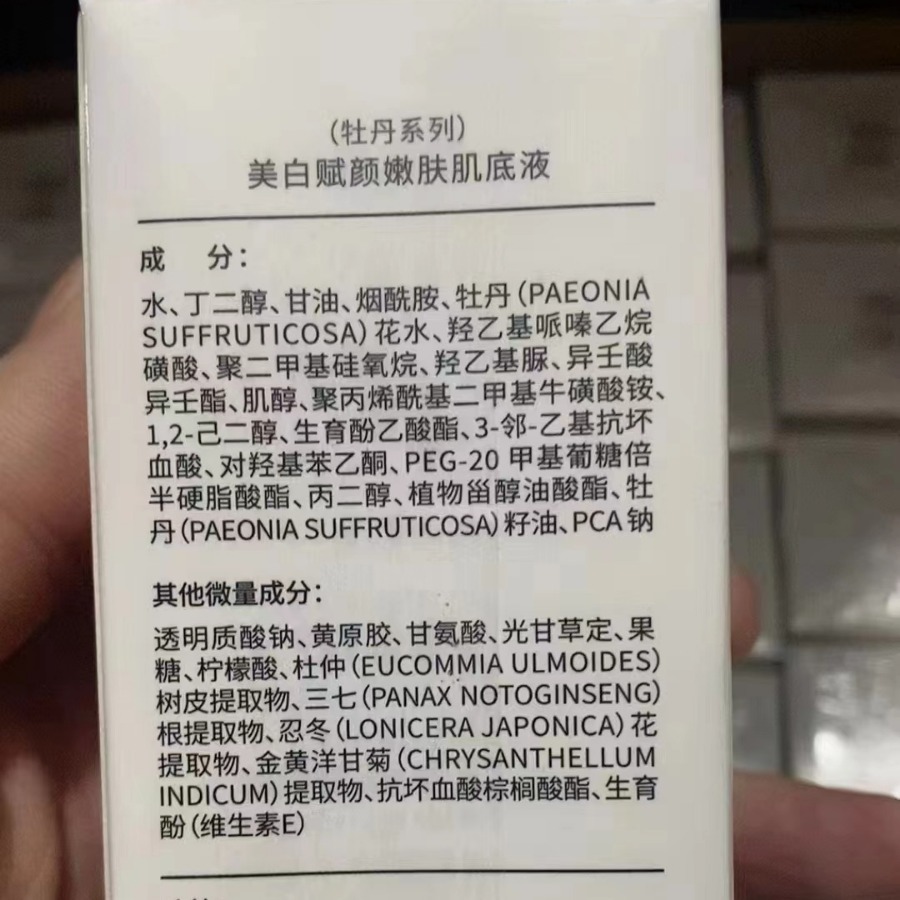 (牡丹系列)
美白赋颜嫩肤肌底液
成 分：
水、丁二醇、甘油、烟酰胺、牡丹(PAEONIA
SUFFRUTICOSA)花水、羟乙基哌嗪乙烷
磺酸、聚二甲基硅氧烷、羟乙基脲、异壬酸
异壬酯、肌醇、聚丙烯酰基二甲基牛磺酸铵、
1,2-己二醇、生育酚乙酸酯、3-邻-乙基抗坏
血酸、对羟基苯乙酮、PEG-20 甲基葡糖倍
半硬脂酸酯、丙二醇、植物甾醇油酸酯、牡
丹(PAEONIA SUFFRUTICOSA)籽油、PCA 钠
其他微量成分：
透明质酸钠、黄原胶、甘氨酸、光甘草定、果
糖、柠檬酸、杜仲(EUCOMMIA ULMOIDES)
树皮提取物、三七(PANAX NOTOGINSENG)
根提取物、忍冬(LONICERA JAPONICA)花
提取物、金黄洋甘菊(CHRYSANTHELLUM
INDICUM)提取物、抗坏血酸棕榈酸酯、生育
酚(维生素E)